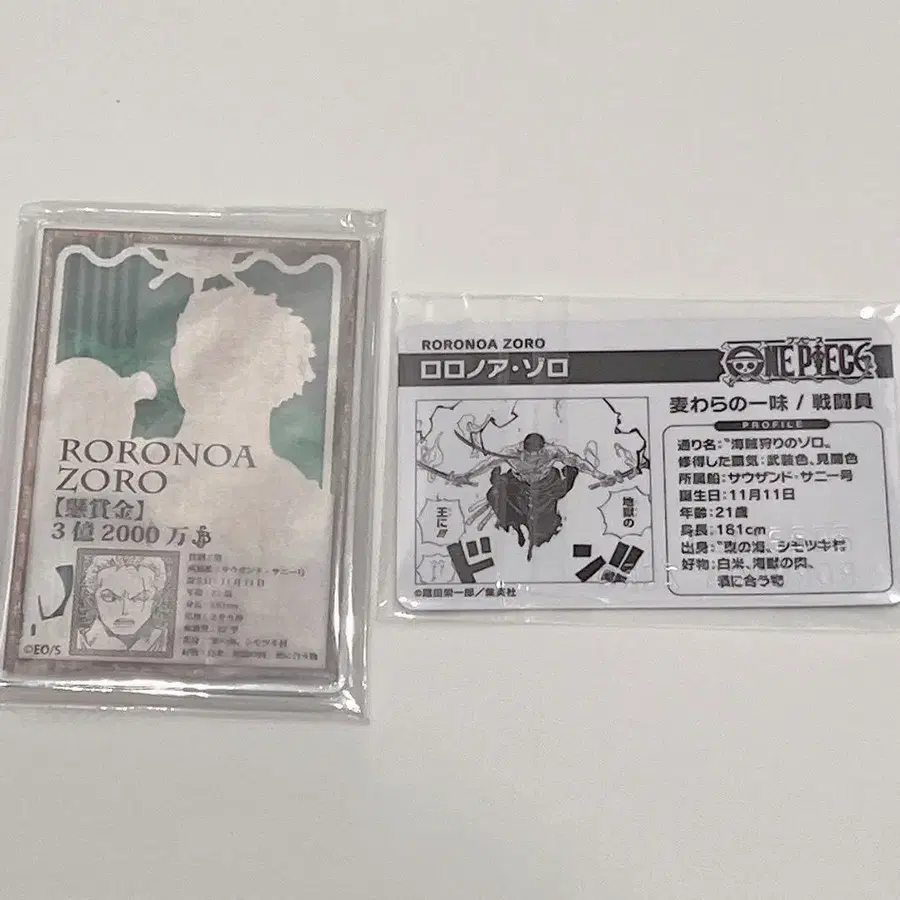 RORONOA
ZORO
【懸賞金】
3億2000万
©EO/S
RORONOA ZORO
ロロノア・ゾロ
ワンピース
ONE PIECE
麦わらの一味 / 戦闘員
PROFILE
通り名:〝海賊狩りのゾロ〟
修得した覇気:武装色、見聞色
所属船:サウザンド・サニー号
誕生日:11月11日
年齢:21歳
身長:181cm
出身:〝東の海〟シモツキ村
好物:白米、海獣の肉、
酒に合う物
地獄の
王に!!
ドン!!
©尾田栄一郎/集英社